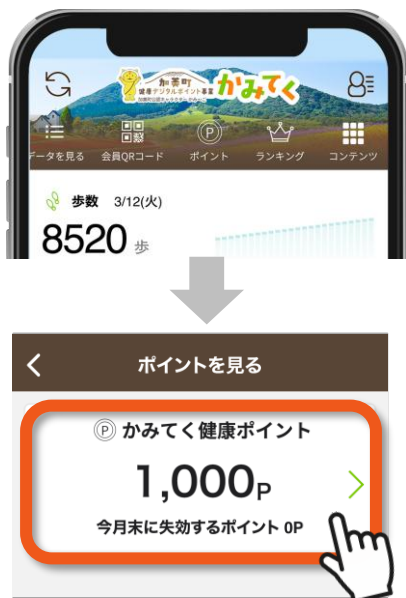 加美町
健康デジタルポイント事業
かみてく
データを見る 会員QRコード ポイント ランキング コンテンツ
歩数 3/12(火)
8520 歩
ポイントを見る
P かみてく健康ポイント
1,000P
今月末に失効するポイント 0P